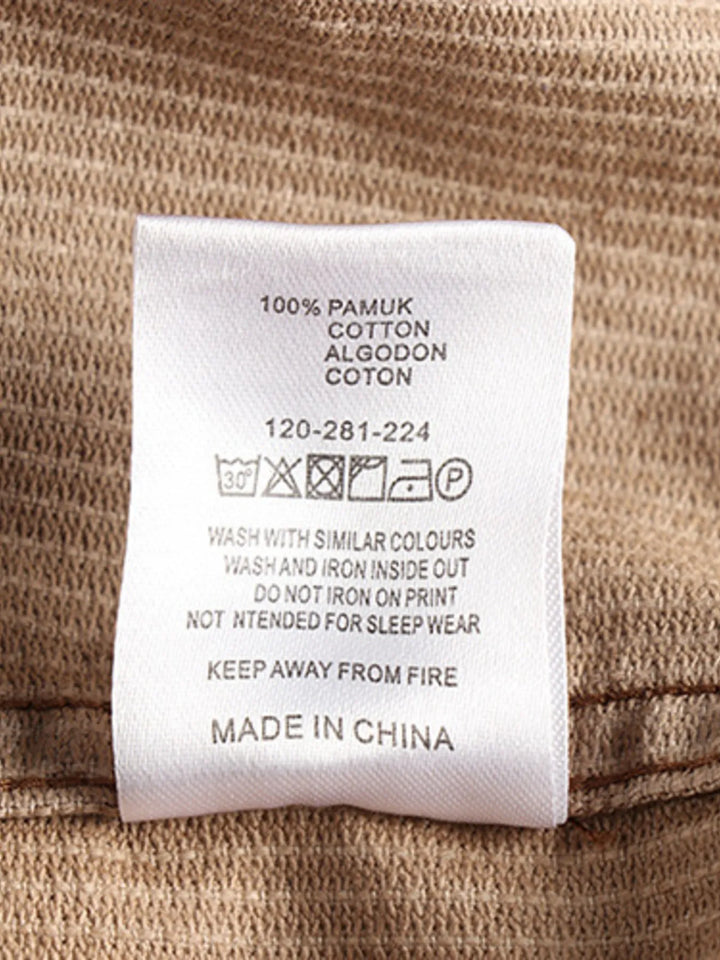 100% PAMUK
COTTON
ALGODON
COTON
120-281-224
30° P
WASH WITH SIMILAR COLOURS
WASH AND IRON INSIDE OUT
DO NOT IRON ON PRINT
NOT NTENDED FOR SLEEP WEAR
KEEP AWAY FROM FIRE
MADE IN CHINA